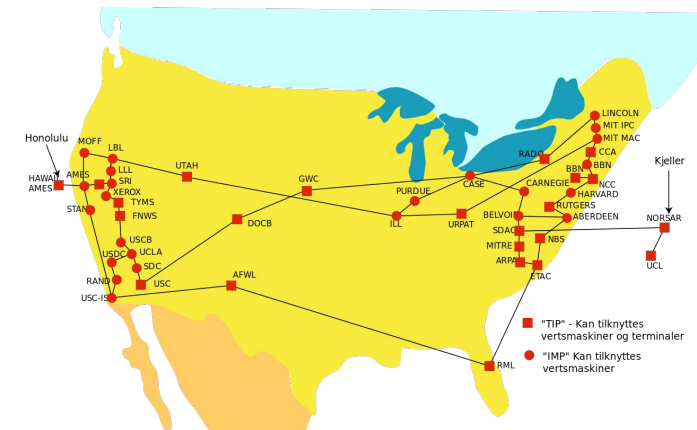 Honolulu
MOFF
LBL
HAWAI
AMES
AMES
LLL
SRI
XEROX
TYMS
STAN
FNWS
USCB
USDC
UCLA
SDC
RAND
USC
USC-IS
UTAH
GWC
DOCB
AFWL
PURDUE
ILL
URPAT
CASE
RADC
LINCOLN
MIT IPC
MIT MAC
CCA
BBN
BBN
NCC
CARNEGIE
HARVARD
RUTGERS
BELVOIR
ABERDEEN
SDAC
NBS
MITRE
ARPA
ETAC
RML
Kjeller
NORSAR
UCL
"TIP" - Kan tilknyttes
vertsmaskiner og terminaler
"IMP" Kan tilknyttes
vertsmaskiner